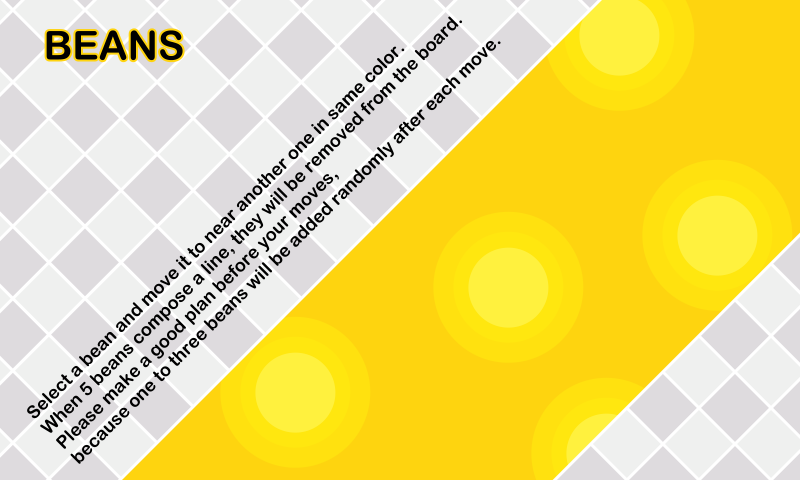 BEANS
Select a bean and move it to near another one in same color.
When 5 beans compose a line, they will be removed from the board.
Please make a good plan before your moves,
because one to three beans will be added randomly after each move.